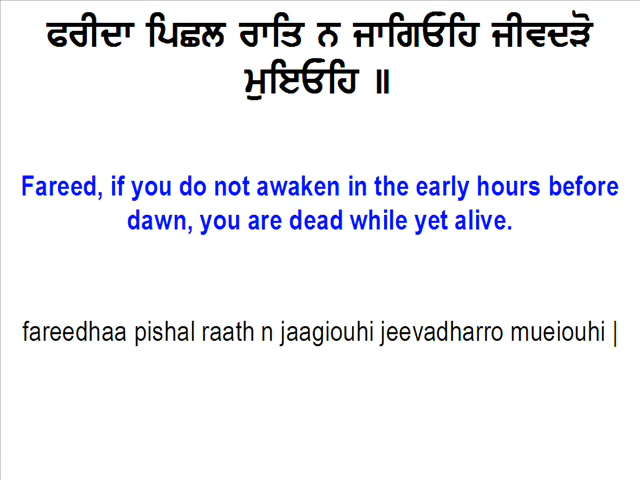 ਫਰੀਦਾ ਪਿਛਲ ਰਾਤਿ ਨ ਜਾਗਿਓਹਿ ਜੀਵਦੜੋ
ਮੁਇਓਹਿ ॥
Fareed, if you do not awaken in the early hours before
dawn, you are dead while yet alive.
fareedhaa pishal raath n jaagiouhi jeevadharro mueiouhi |